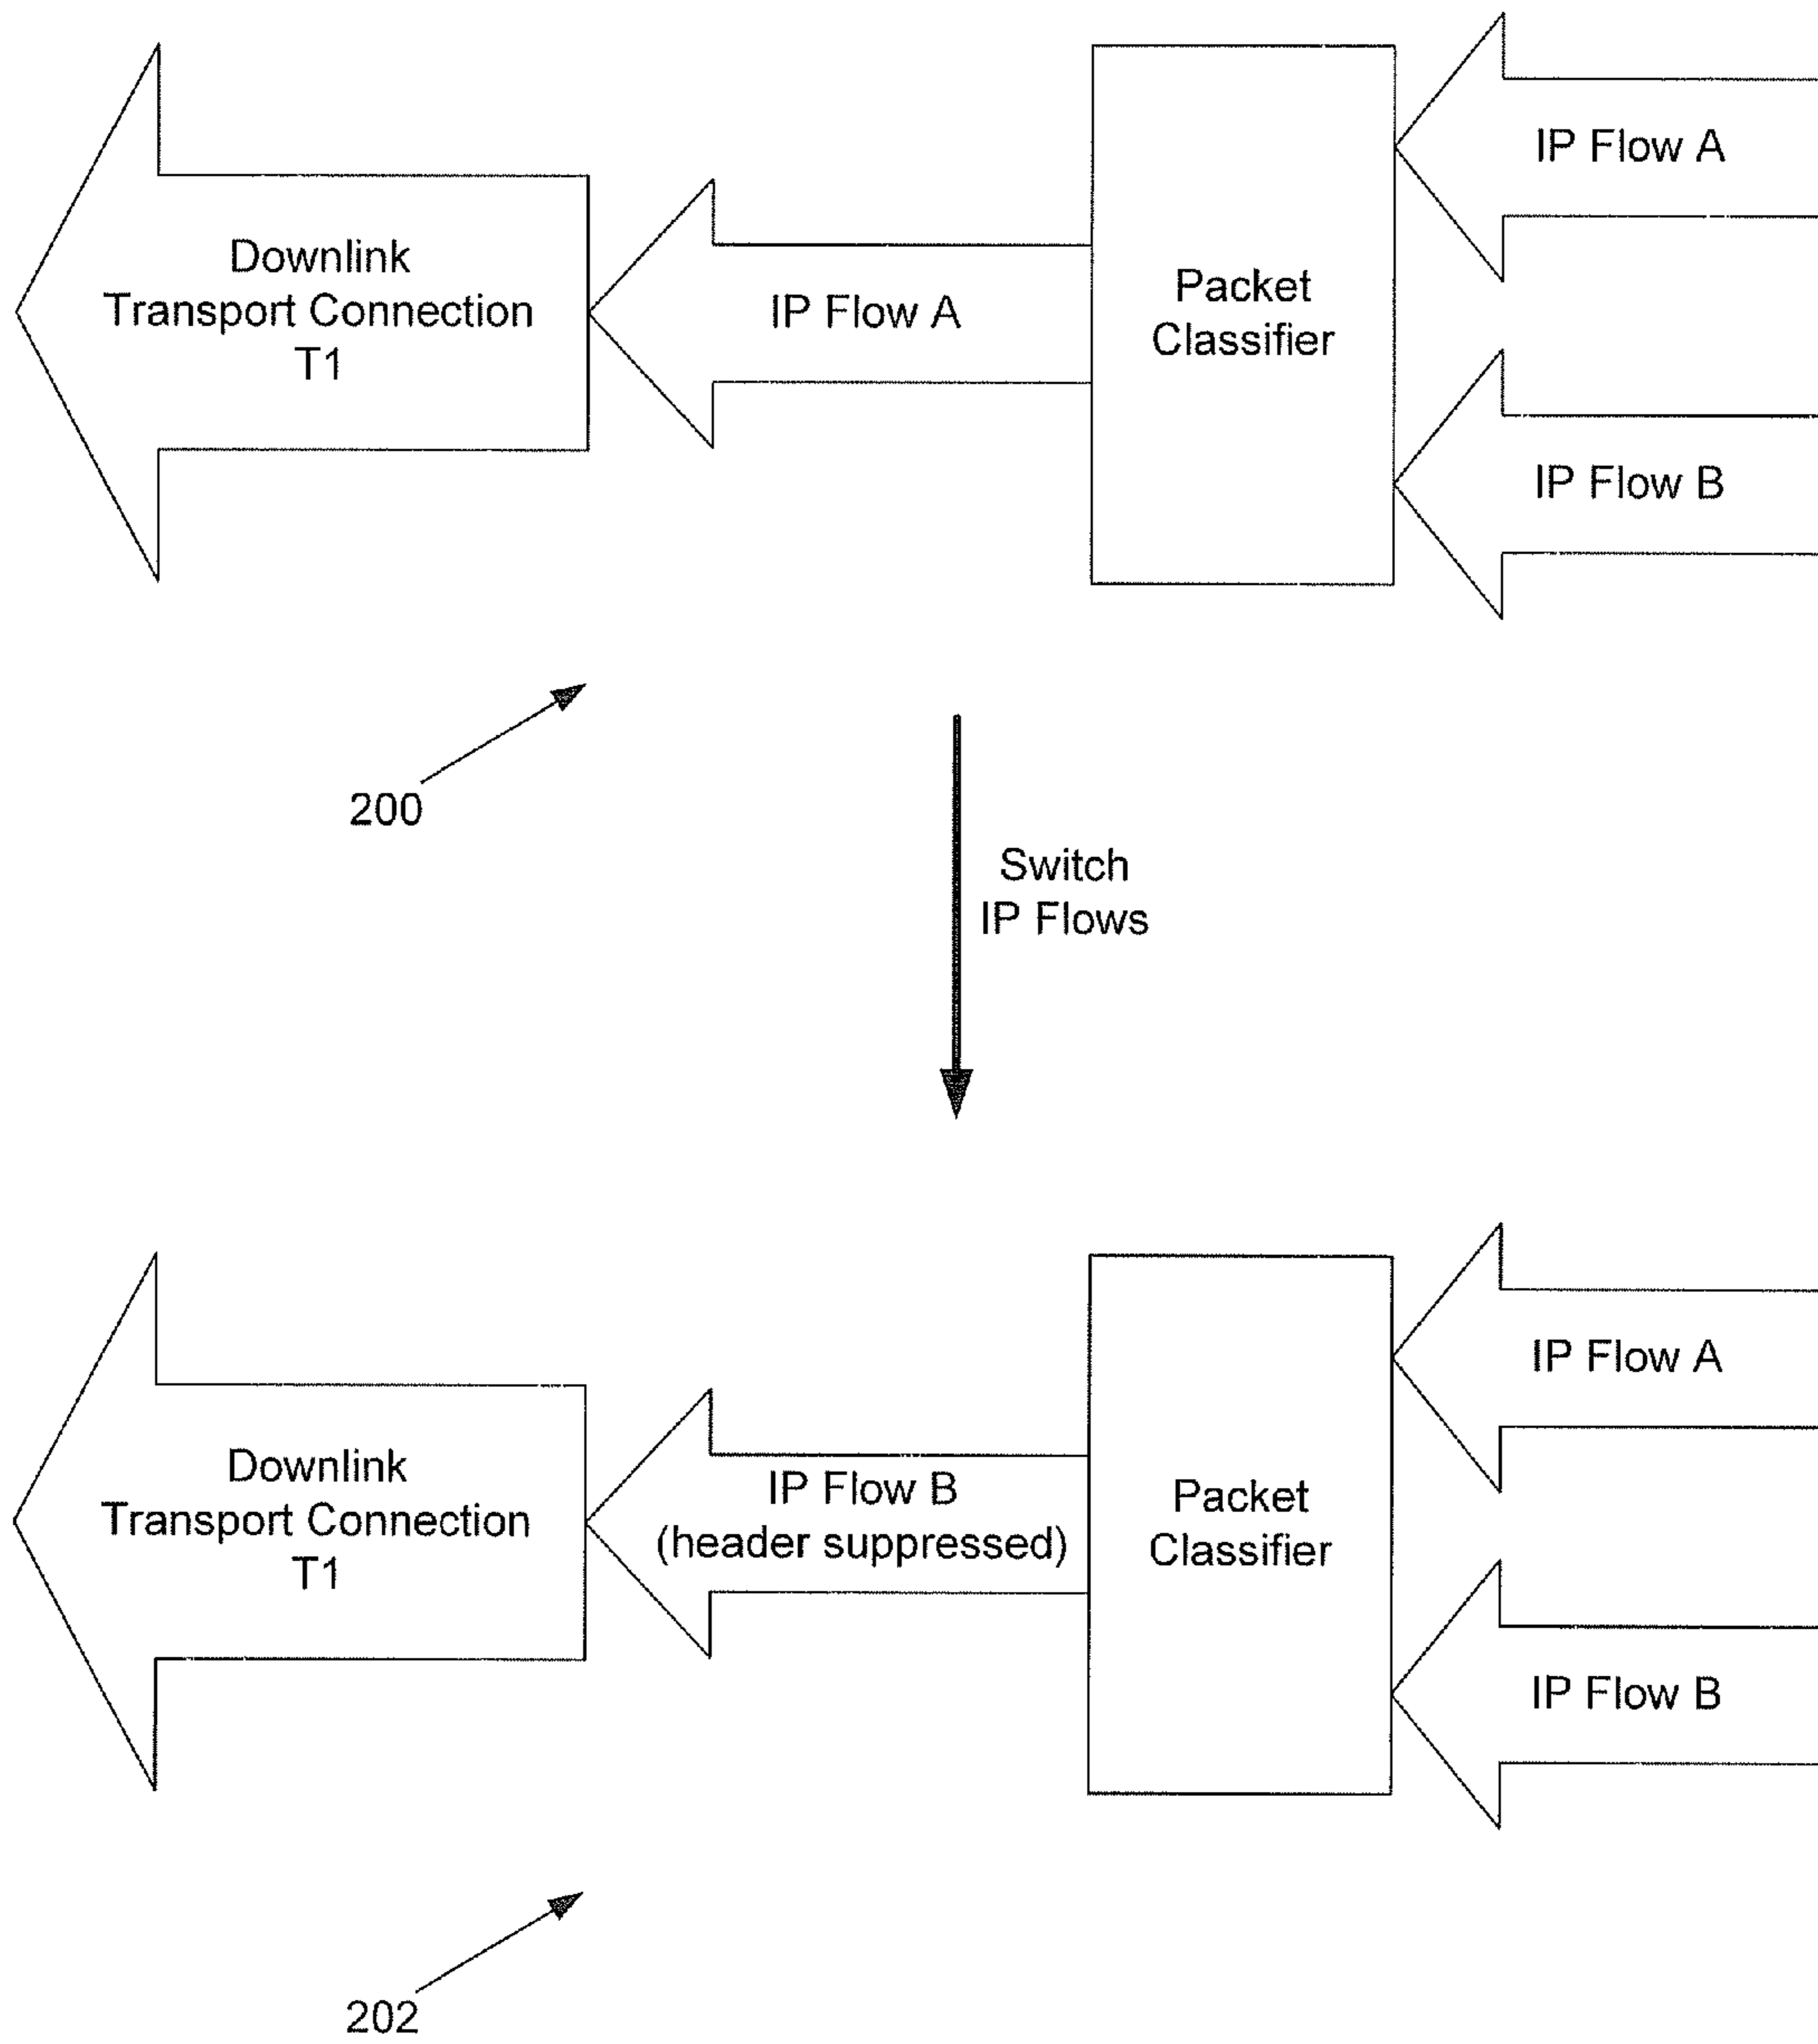 IP Flow A
Downlink
Transport Connection
T1
IP Flow A
Packet
Classifier
IP Flow B
200
Switch
IP Flows
IP Flow A
Downlink
Transport Connection
T1
IP Flow B
(header suppressed)
Packet
Classifier
IP Flow B
202